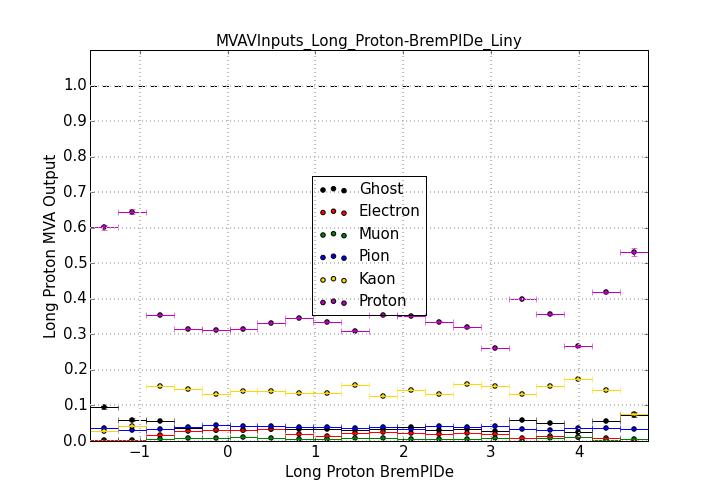 MVAVInputs_Long_Proton-BremPIDe_Liny
1.0
0.9
0.8
0.7
0.6
0.5
0.4
0.3
0.2
0.1
0.0
Long Proton MVA Output
Ghost
Electron
Muon
Pion
Kaon
Proton
−1 0 1 2 3 4
Long Proton BremPIDe